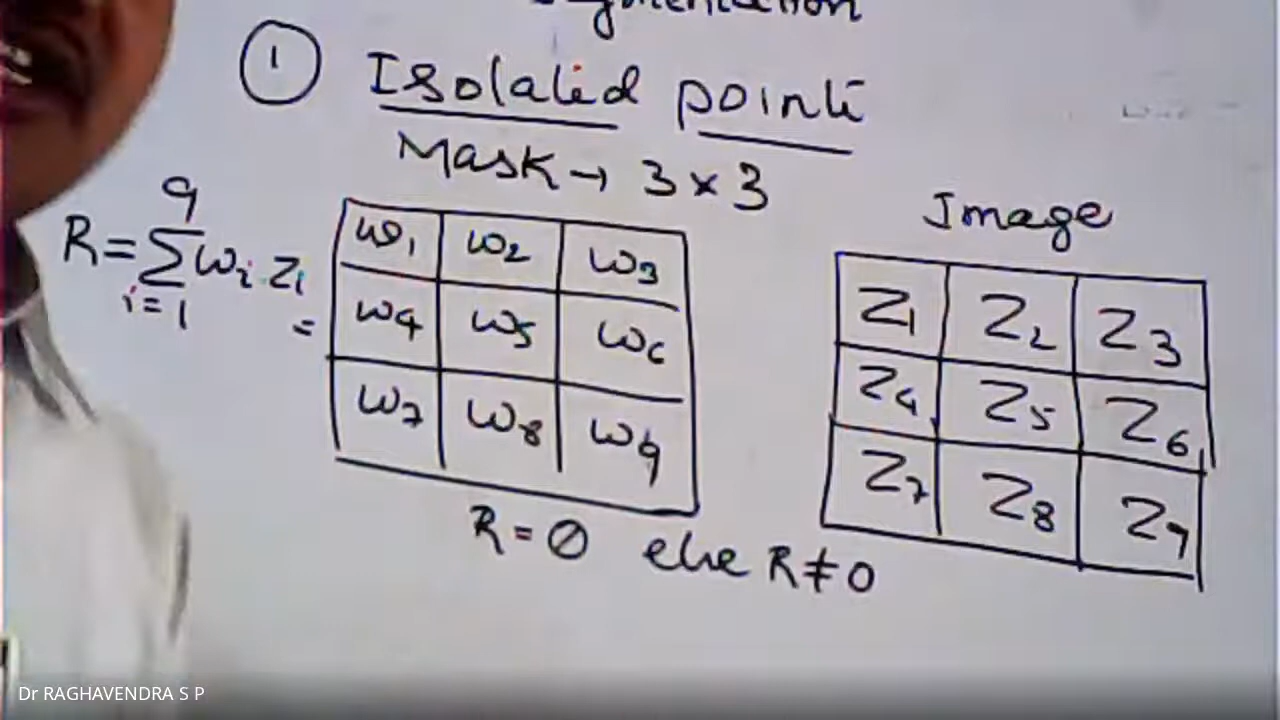 ① Isolated points
Mask → 3 × 3
R = 9 Σ i=1 wi zi =
w1 w2 w3
w4 w5 w6
w7 w8 w9
Image
Z1 Z2 Z3
Z4 Z5 Z6
Z7 Z8 Z9
R = 0 else R ≠ 0
Dr RAGHAVENDRA S P